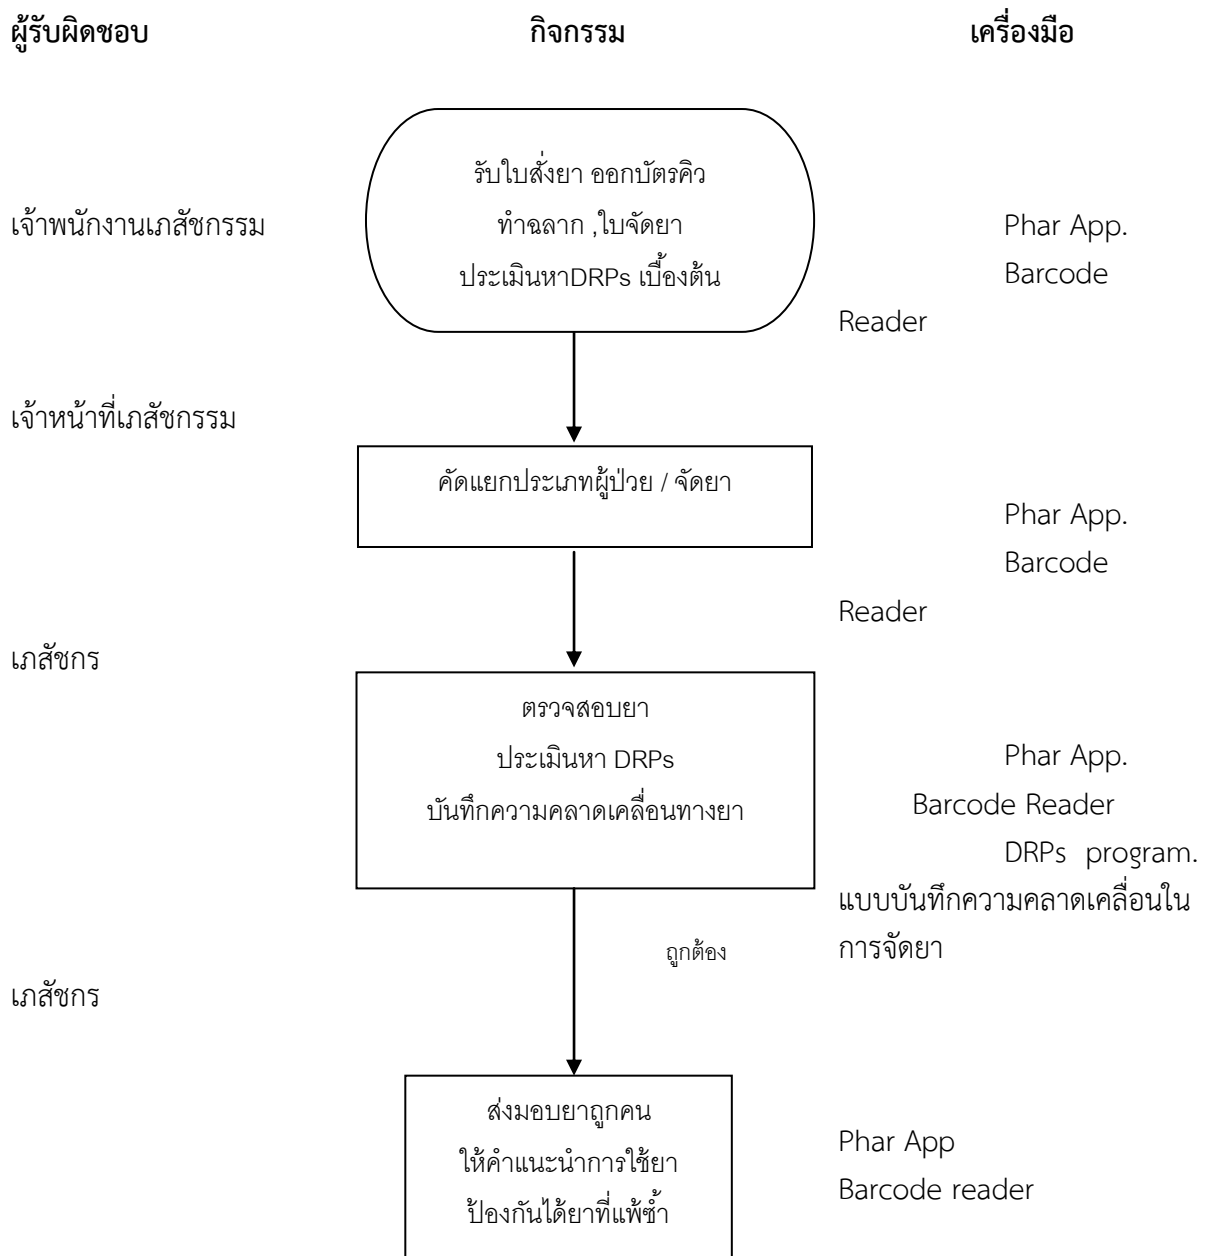 ผู้รับผิดชอบ กิจกรรม เครื่องมือ
รับใบสั่งยา ออกบัตรคิว
เจ้าพนักงานเภสัชกรรม ทำฉลาก ,ใบจัดยา Phar App.
ประเมินหาDRPs เบื้องต้น Barcode
Reader
เจ้าหน้าที่เภสัชกรรม
คัดแยกประเภทผู้ป่วย / จัดยา
Phar App.
Barcode
Reader
เภสัชกร
ตรวจสอบยา
ประเมินหา DRPs Phar App.
บันทึกความคลาดเคลื่อนทางยา Barcode Reader
DRPs program.
แบบบันทึกความคลาดเคลื่อนใน
ถูกต้อง การจัดยา
เภสัชกร
ส่งมอบยาถูกคน
ให้คำแนะนำการใช้ยา Phar App
ป้องกันได้ยาที่แพ้ซ้ำ Barcode reader